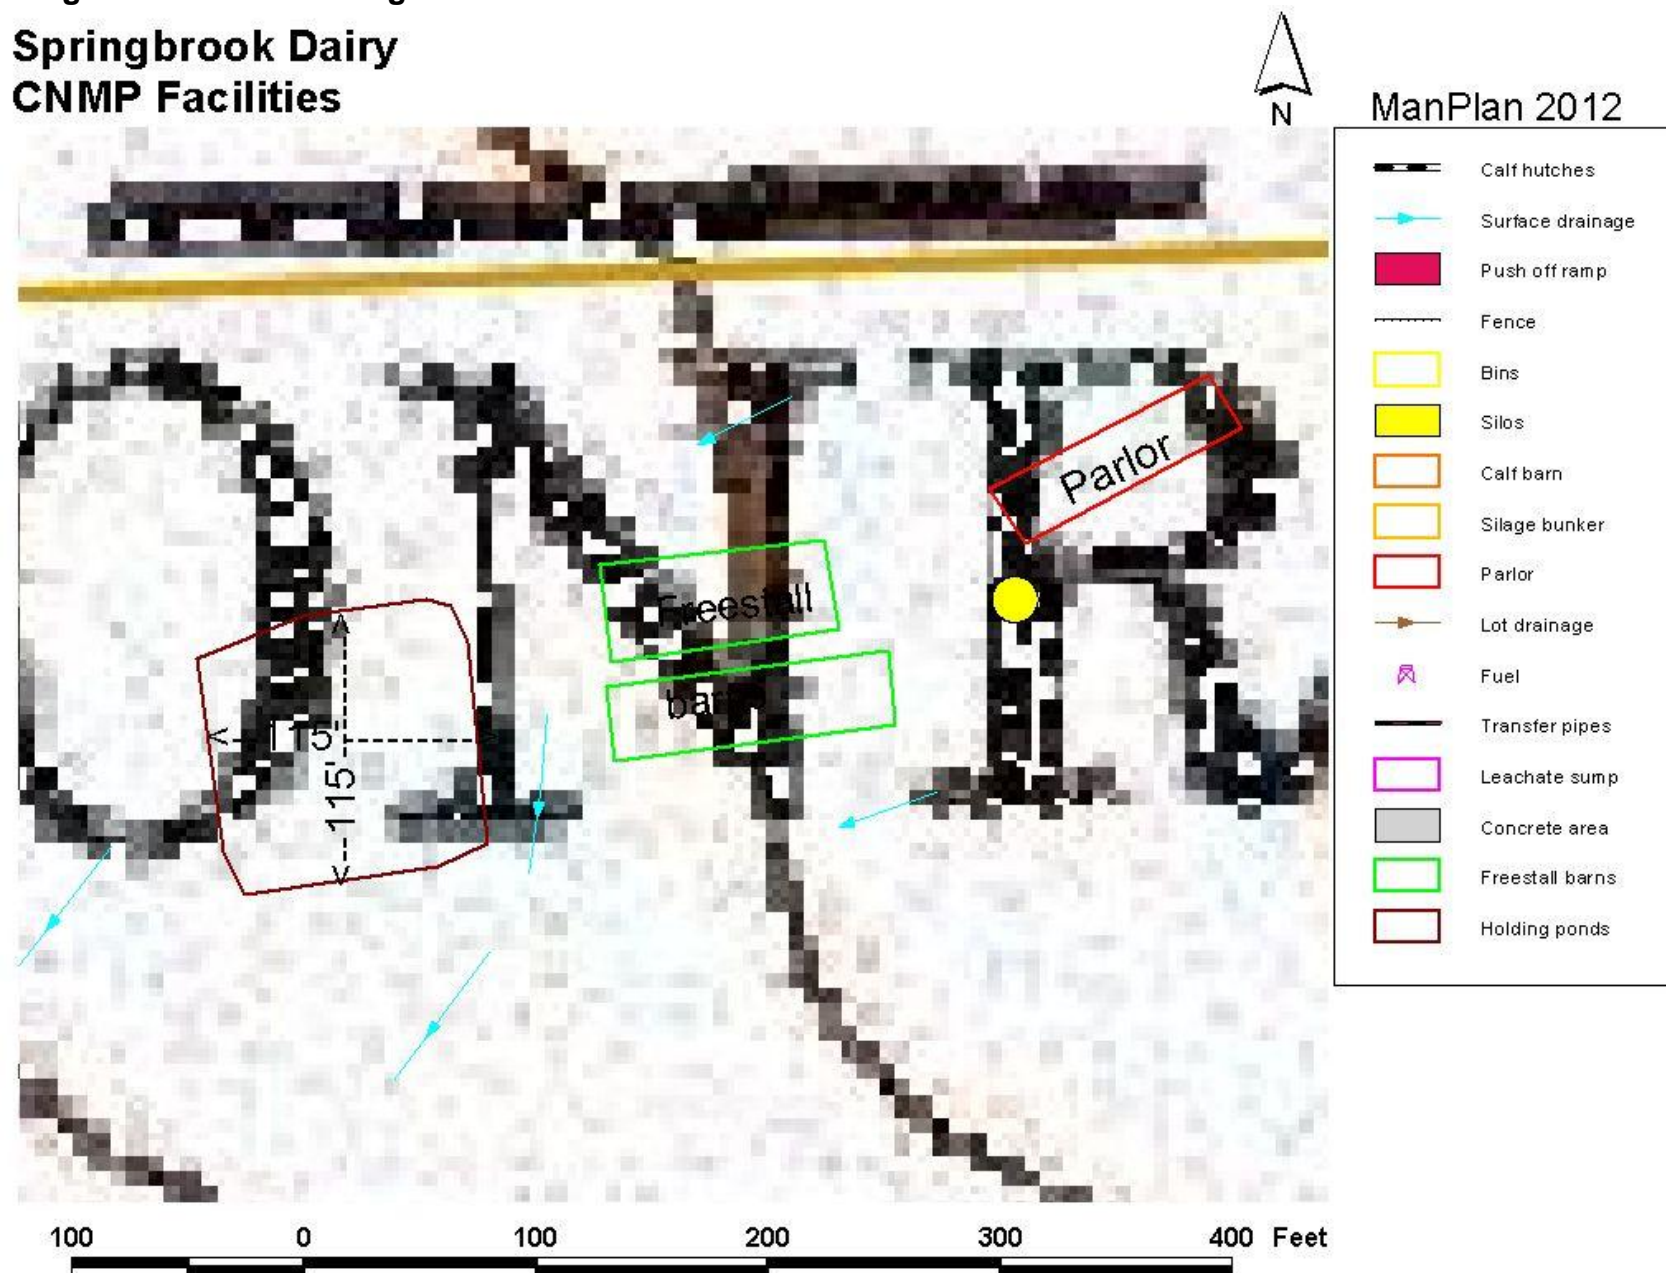 Springbrook Dairy
CNMP Facilities
N
ManPlan 2012
Calf hutches
Surface drainage
Push off ramp
Fence
Bins
Silos
Calf barn
Silage bunker
Parlor
Lot drainage
Fuel
Transfer pipes
Leachate sump
Concrete area
Freestall barns
Holding ponds
Parlor
Freestall
barns
115'
115'
100 0 100 200 300 400 Feet